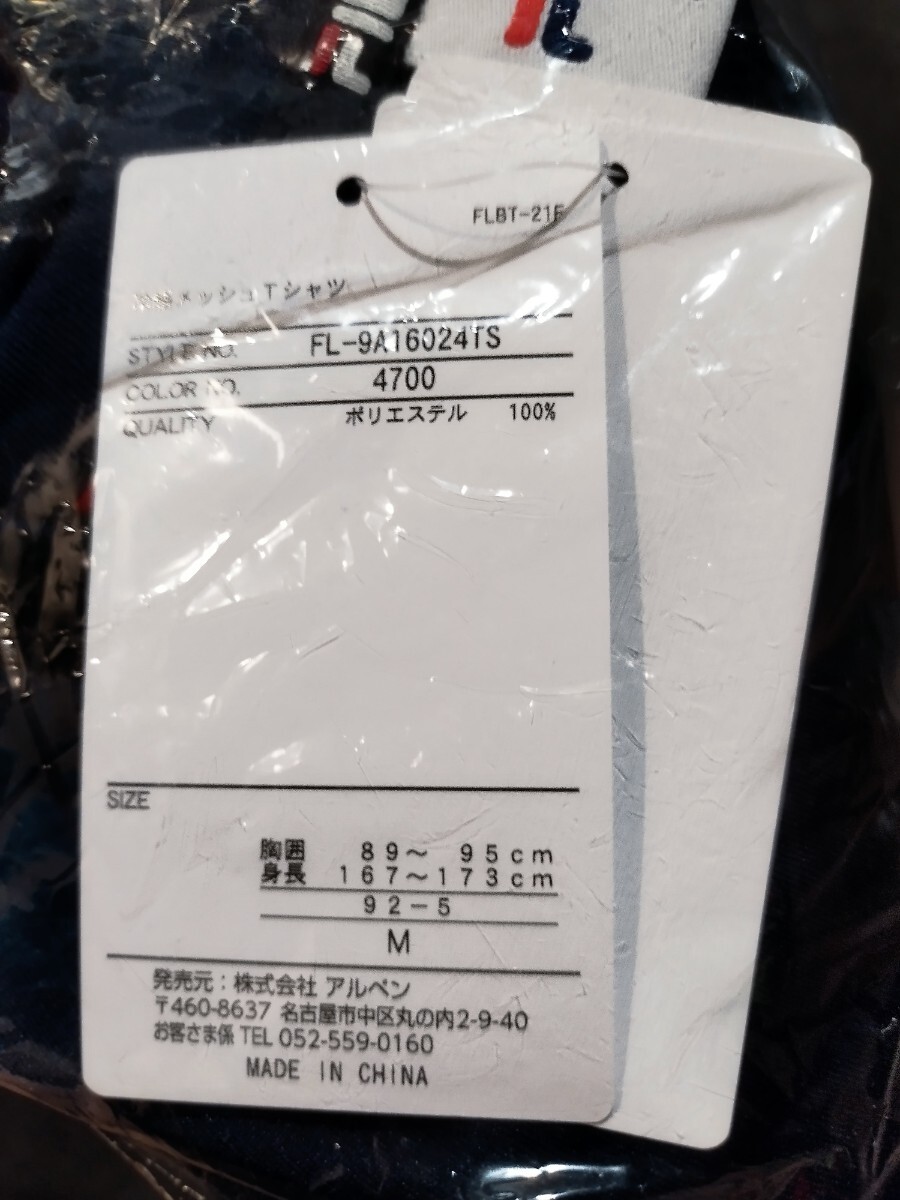 FLBT-21F
メッシュTシャツ
STYLE NO. FL-9A16024TS
COLOR NO. 4700
QUALITY ポリエステル 100%
SIZE
胸囲 89～ 95cm
身長 167～173cm
92-5
M
発売元：株式会社 アルペン
〒460-8637 名古屋市中区丸の内2-9-40
お客さま係 TEL 052-559-0160
MADE IN CHINA